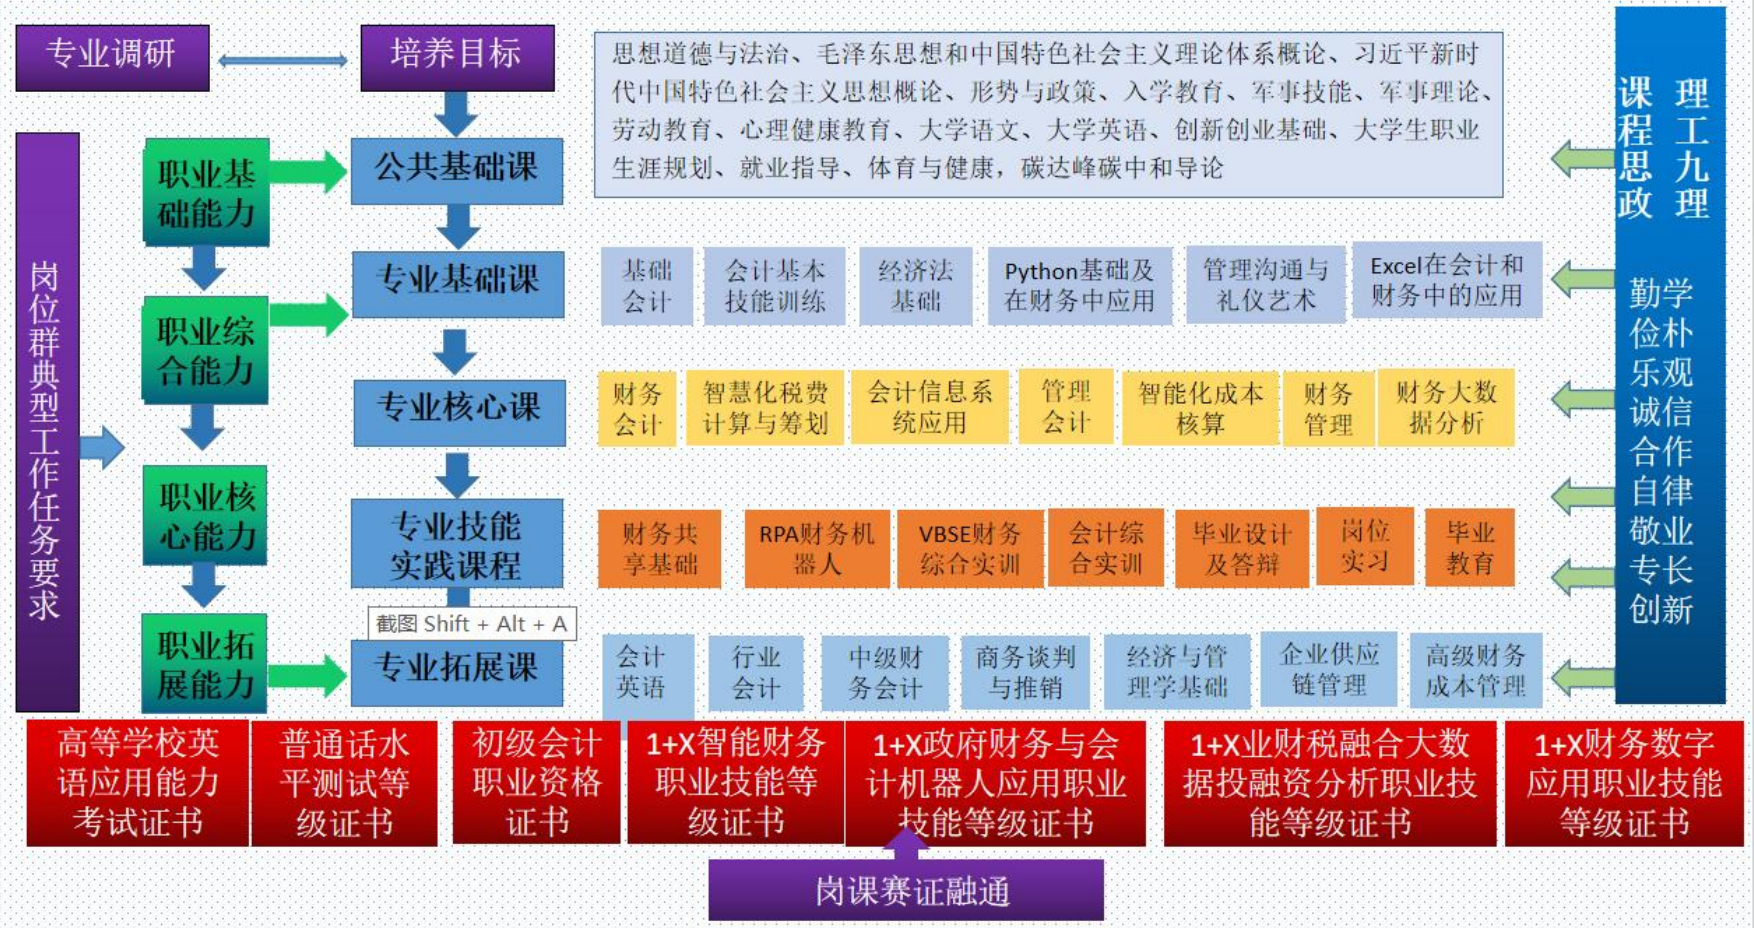 专业调研
培养目标
思想道德与法治、毛泽东思想和中国特色社会主义理论体系概论、习近平新时
代中国特色社会主义思想概论、形势与政策、入学教育、军事技能、军事理论、
劳动教育、心理健康教育、大学语文、大学英语、创新创业基础、大学生职业
生涯规划、就业指导、体育与健康，碳达峰碳中和导论
岗位群典型工作任务要求
职业基
础能力
公共基础课
职业综
合能力
专业基础课
基础
会计
会计基本
技能训练
经济法
基础
Python基础及
在财务中应用
管理沟通与
礼仪艺术
Excel在会计和
财务中的应用
专业核心课
财务
会计
智慧化税费
计算与筹划
会计信息系
统应用
管理
会计
智能化成本
核算
财务
管理
财务大数
据分析
职业核
心能力
专业技能
实践课程
财务共
享基础
RPA财务机
器人
VBSE财务
综合实训
会计综
合实训
毕业设计
及答辩
岗位
实习
毕业
教育
截图 Shift + Alt + A
职业拓
展能力
专业拓展课
会计
英语
行业
会计
中级财
务会计
商务谈判
与推销
经济与管
理学基础
企业供应
链管理
高级财务
成本管理
课程思政
理工九理
勤学
俭朴
乐观
诚信
合作
自律
敬业
专长
创新
高等学校英
语应用能力
考试证书
普通话水
平测试等
级证书
初级会计
职业资格
证书
1+X智能财务
职业技能等
级证书
1+X政府财务与会
计机器人应用职业
技能等级证书
1+X业财税融合大数
据投融资分析职业技
能等级证书
1+X财务数字
应用职业技能
等级证书
岗课赛证融通